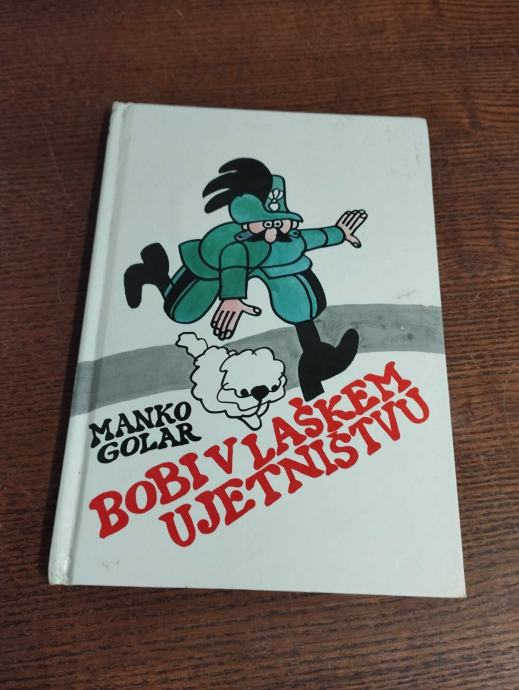 MANKO
GOLAR
BOBI V LAŠKEM
UJETNIŠTVU